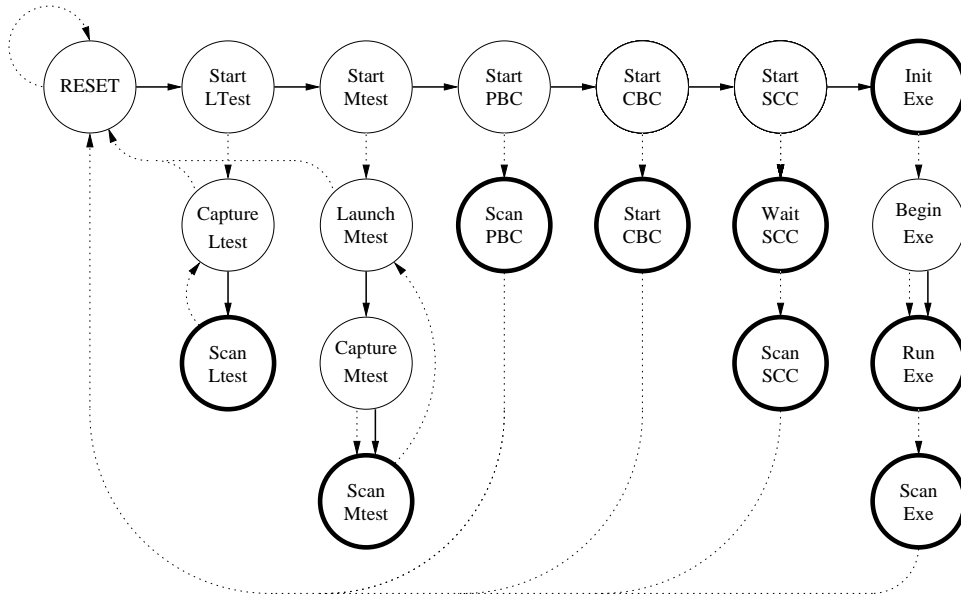 RESET
Start
LTest
Start
Mtest
Start
PBC
Start
CBC
Start
SCC
Init
Exe
Capture
Ltest
Launch
Mtest
Scan
PBC
Start
CBC
Wait
SCC
Begin
Exe
Scan
Ltest
Capture
Mtest
Scan
SCC
Run
Exe
Scan
Mtest
Scan
Exe